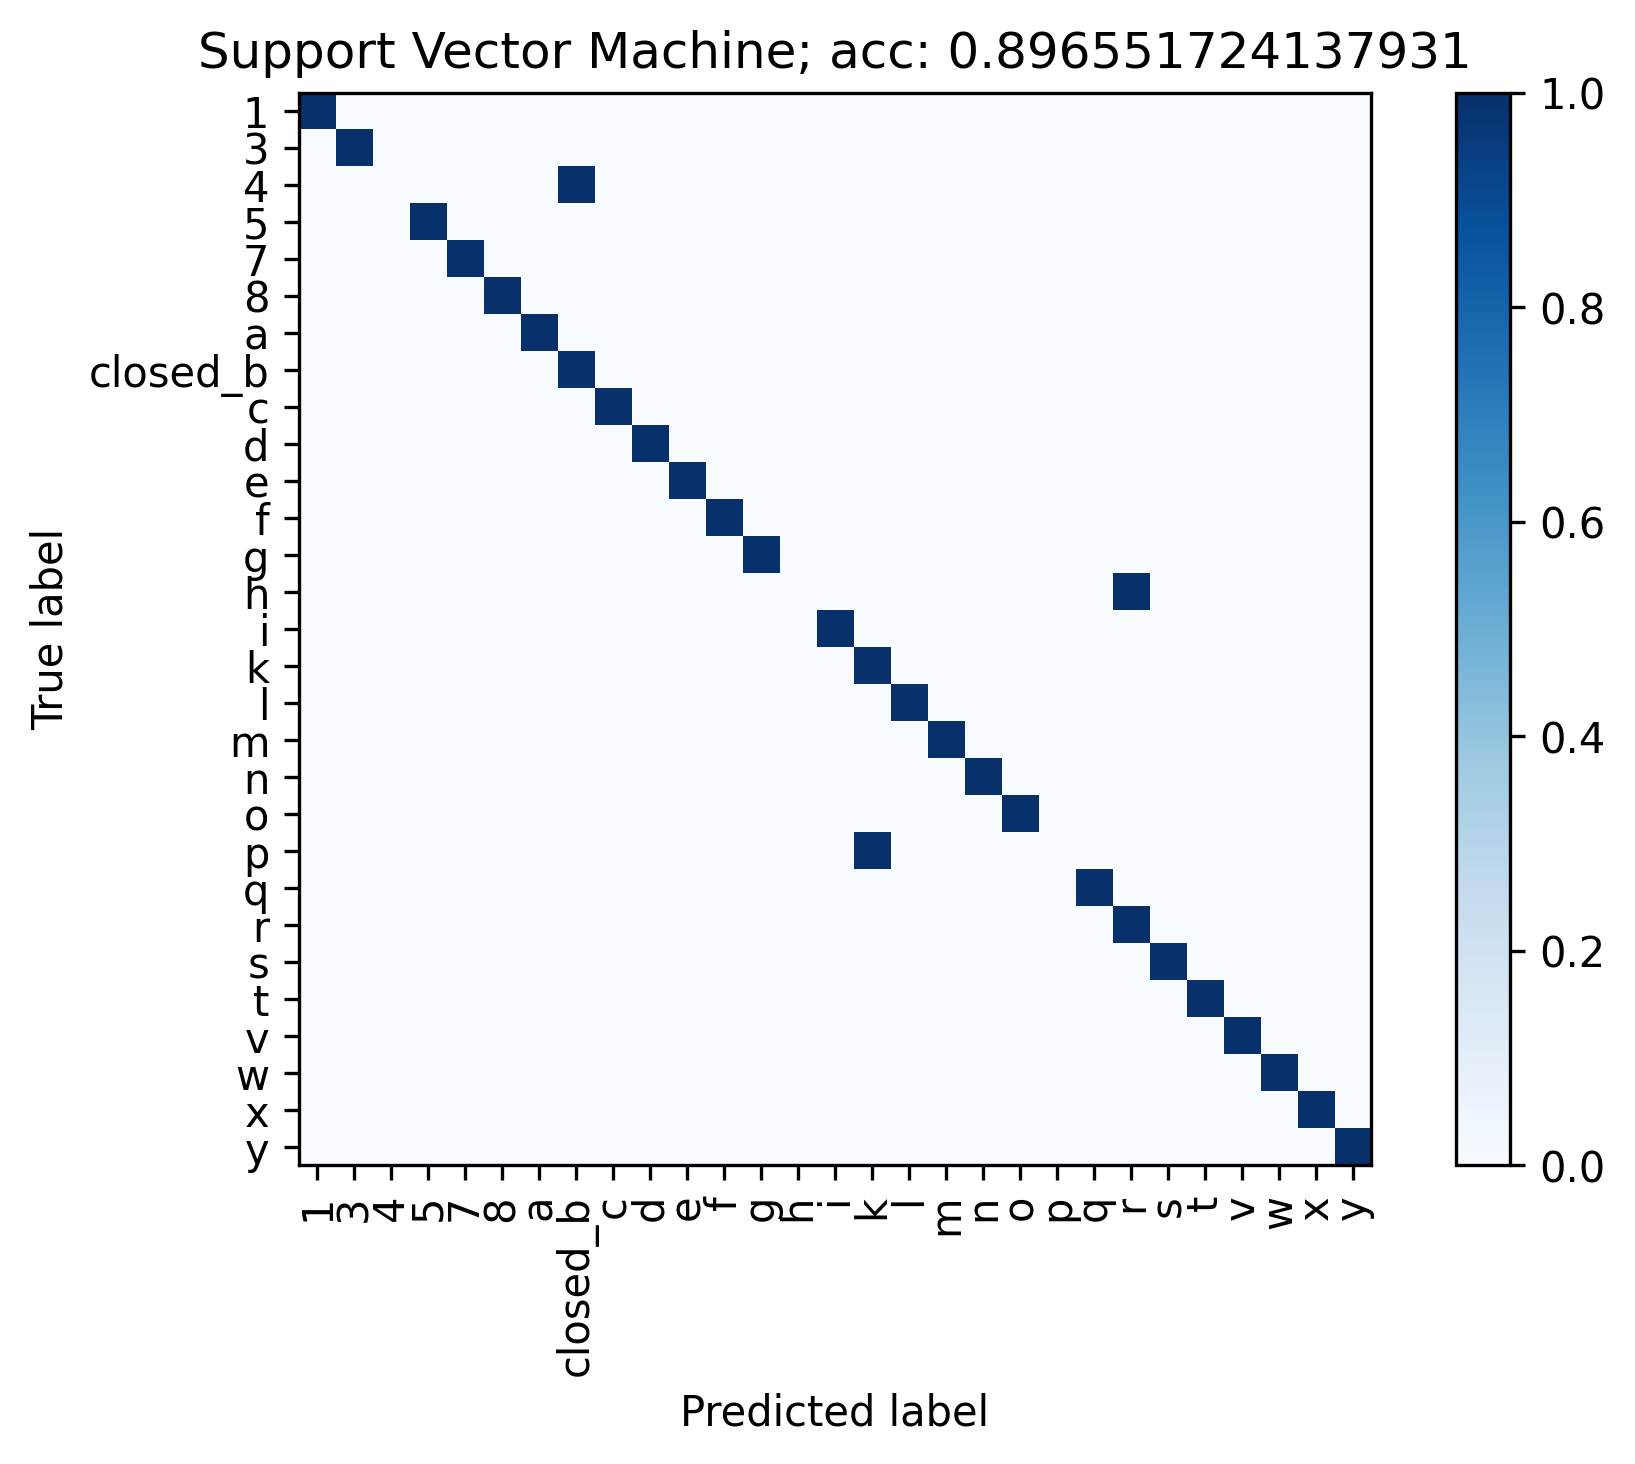 Support Vector Machine; acc: 0.896551724137931
1
3
4
5
7
8
a
closed_b
c
d
e
f
g
h
i
k
l
m
n
o
p
q
r
s
t
v
w
x
y
True label
1 3 4 5 7 8 a closed_b c d e f g h i k l m n o p q r s t v w x y
Predicted label
1.0
0.8
0.6
0.4
0.2
0.0